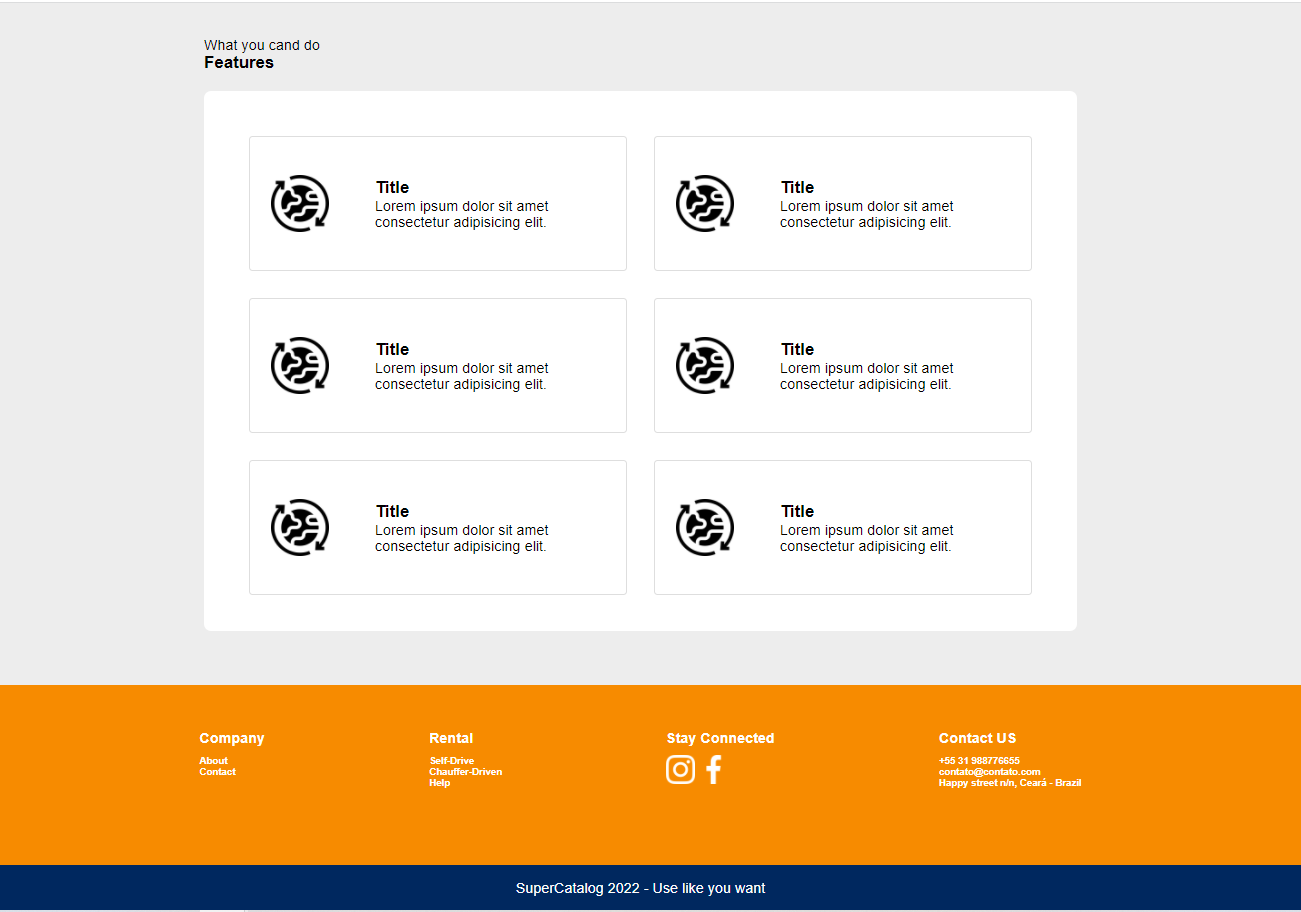 What you cand do
Features
Title
Lorem ipsum dolor sit amet
consectetur adipisicing elit.
Title
Lorem ipsum dolor sit amet
consectetur adipisicing elit.
Title
Lorem ipsum dolor sit amet
consectetur adipisicing elit.
Title
Lorem ipsum dolor sit amet
consectetur adipisicing elit.
Title
Lorem ipsum dolor sit amet
consectetur adipisicing elit.
Title
Lorem ipsum dolor sit amet
consectetur adipisicing elit.
Company
About
Contact
Rental
Self-Drive
Chauffer-Driven
Help
Stay Connected
Contact US
+55 31 988776655
contato@contato.com
Happy street n/n, Ceará - Brazil
SuperCatalog 2022 - Use like you want